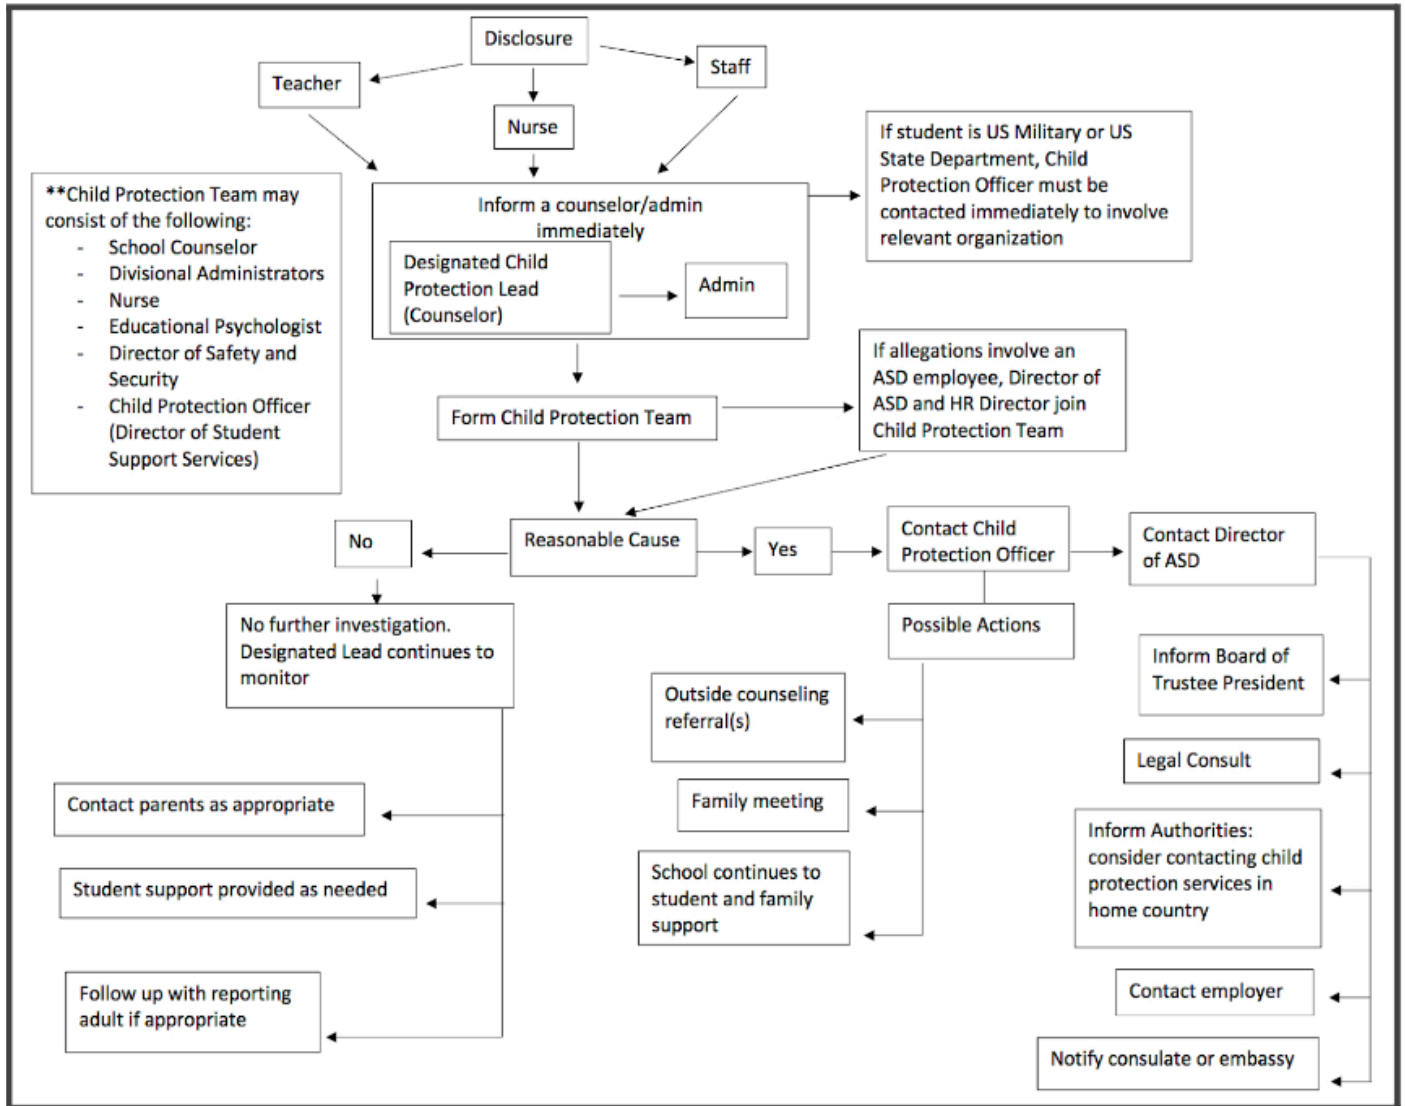 Disclosure
Teacher
Staff
Nurse
If student is US Military or US
State Department, Child
Protection Officer must be
contacted immediately to involve
relevant organization
**Child Protection Team may
consist of the following:
- School Counselor
- Divisional Administrators
- Nurse
- Educational Psychologist
- Director of Safety and
Security
- Child Protection Officer
(Director of Student
Support Services)
Inform a counselor/admin
immediately
Designated Child
Protection Lead
(Counselor)
Admin
If allegations involve an
ASD employee, Director of
ASD and HR Director join
Child Protection Team
Form Child Protection Team
No
Reasonable Cause
Yes
Contact Child
Protection Officer
Contact Director
of ASD
No further investigation.
Designated Lead continues to
monitor
Possible Actions
Inform Board of
Trustee President
Outside counseling
referral(s)
Legal Consult
Contact parents as appropriate
Family meeting
Inform Authorities:
consider contacting child
protection services in
home country
Student support provided as needed
School continues to
student and family
support
Follow up with reporting
adult if appropriate
Contact employer
Notify consulate or embassy